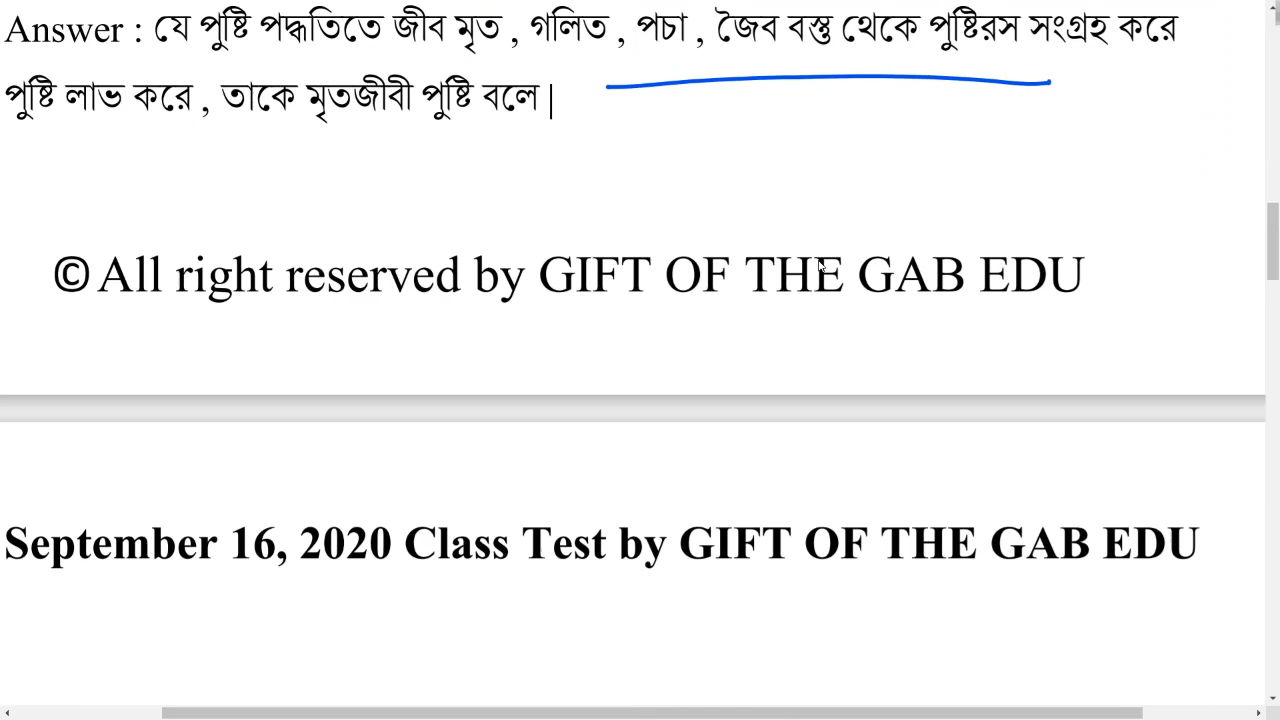 Answer : যে পুষ্টি পদ্ধতিতে জীব মৃত , গলিত , পচা , জৈব বস্তু থেকে পুষ্টিরস সংগ্রহ করে
পুষ্টি লাভ করে , তাকে মৃতজীবী পুষ্টি বলে |
© All right reserved by GIFT OF THE GAB EDU
September 16, 2020 Class Test by GIFT OF THE GAB EDU